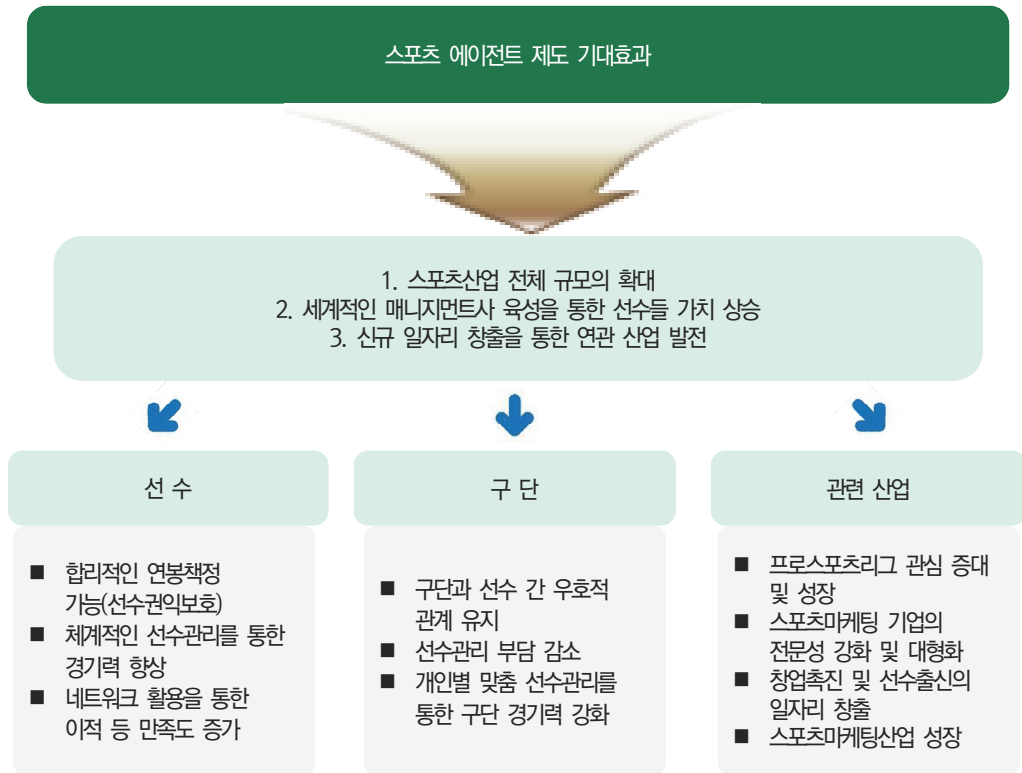 스포츠 에이전트 제도 기대효과
1. 스포츠산업 전체 규모의 확대
2. 세계적인 매니지먼트사 육성을 통한 선수들 가치 상승
3. 신규 일자리 창출을 통한 연관 산업 발전
선 수
■ 합리적인 연봉책정
가능(선수권익보호)
■ 체계적인 선수관리를 통한
경기력 향상
■ 네트워크 활용을 통한
이적 등 만족도 증가
구 단
■ 구단과 선수 간 우호적
관계 유지
■ 선수관리 부담 감소
■ 개인별 맞춤 선수관리를
통한 구단 경기력 강화
관련 산업
■ 프로스포츠리그 관심 증대
및 성장
■ 스포츠마케팅 기업의
전문성 강화 및 대형화
■ 창업촉진 및 선수출신의
일자리 창출
■ 스포츠마케팅산업 성장